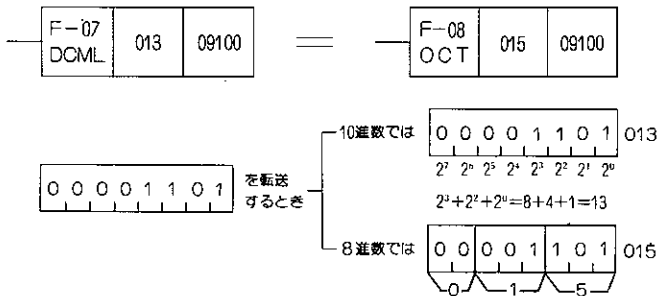 F-07 DCML 013 09100 = F-08 OCT 015 09100
10進数では 0 0 0 0 1 1 0 1 013
2⁷ 2⁶ 2⁵ 2⁴ 2³ 2² 2¹ 2⁰
0 0 0 0 1 1 0 1 を転送するとき
2³+2²+2⁰=8+4+1=13
8進数では 0 0 0 0 1 1 0 1 015
0 1 5